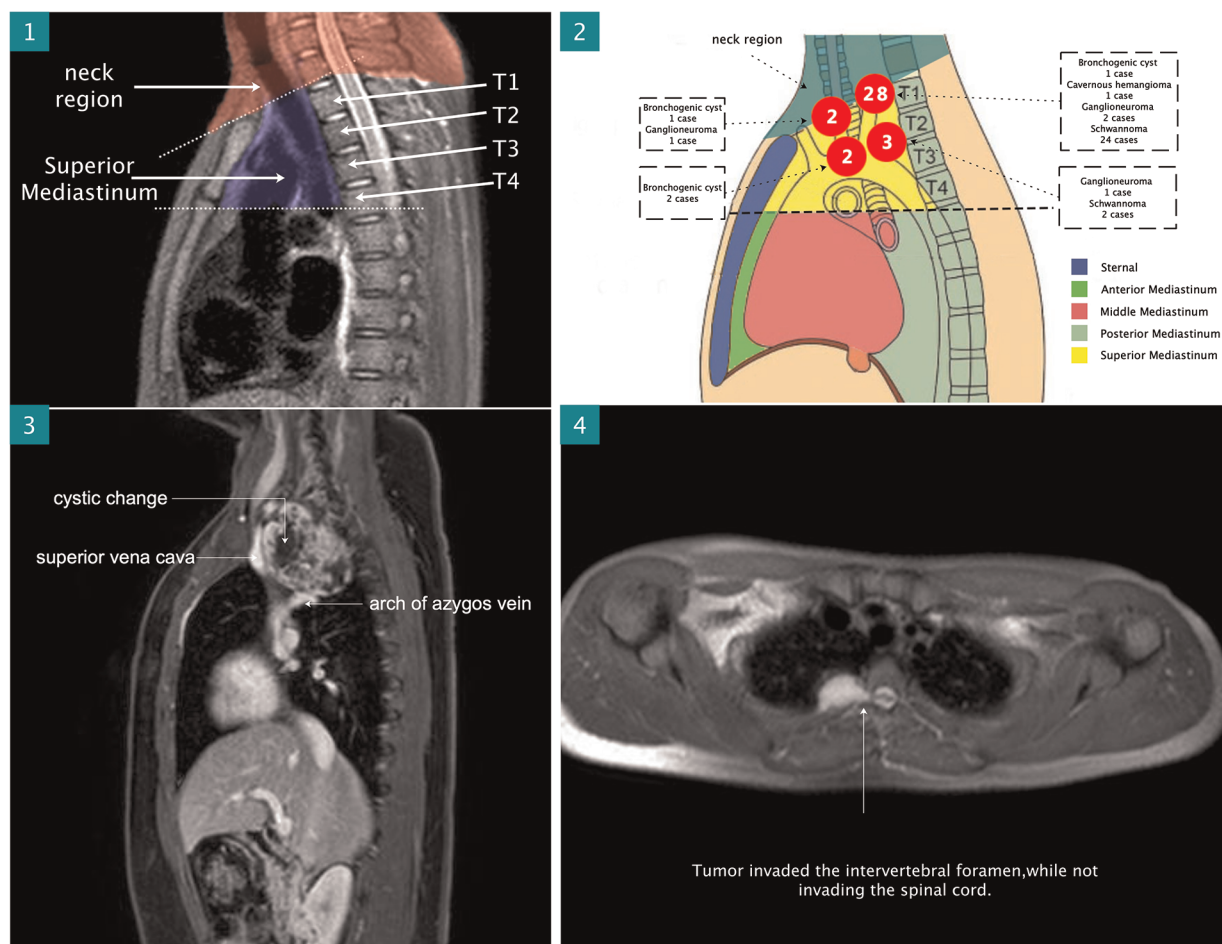 1
neck
region
Superior
Mediastinum
T1
T2
T3
T4
2
neck region
Bronchogenic cyst
1 case
Ganglioneuroma
1 case
Bronchogenic cyst
2 cases
2
28
2
3
T1
T2
T3
T4
Bronchogenic cyst
1 case
Cavernous hemangioma
1 case
Ganglioneuroma
2 cases
Schwannoma
24 cases
Ganglioneuroma
1 case
Schwannoma
2 cases
Sternal
Anterior Mediastinum
Middle Mediastinum
Posterior Mediastinum
Superior Mediastinum
3
cystic change
superior vena cava
arch of azygos vein
4
Tumor invaded the intervertebral foramen,while not
invading the spinal cord.